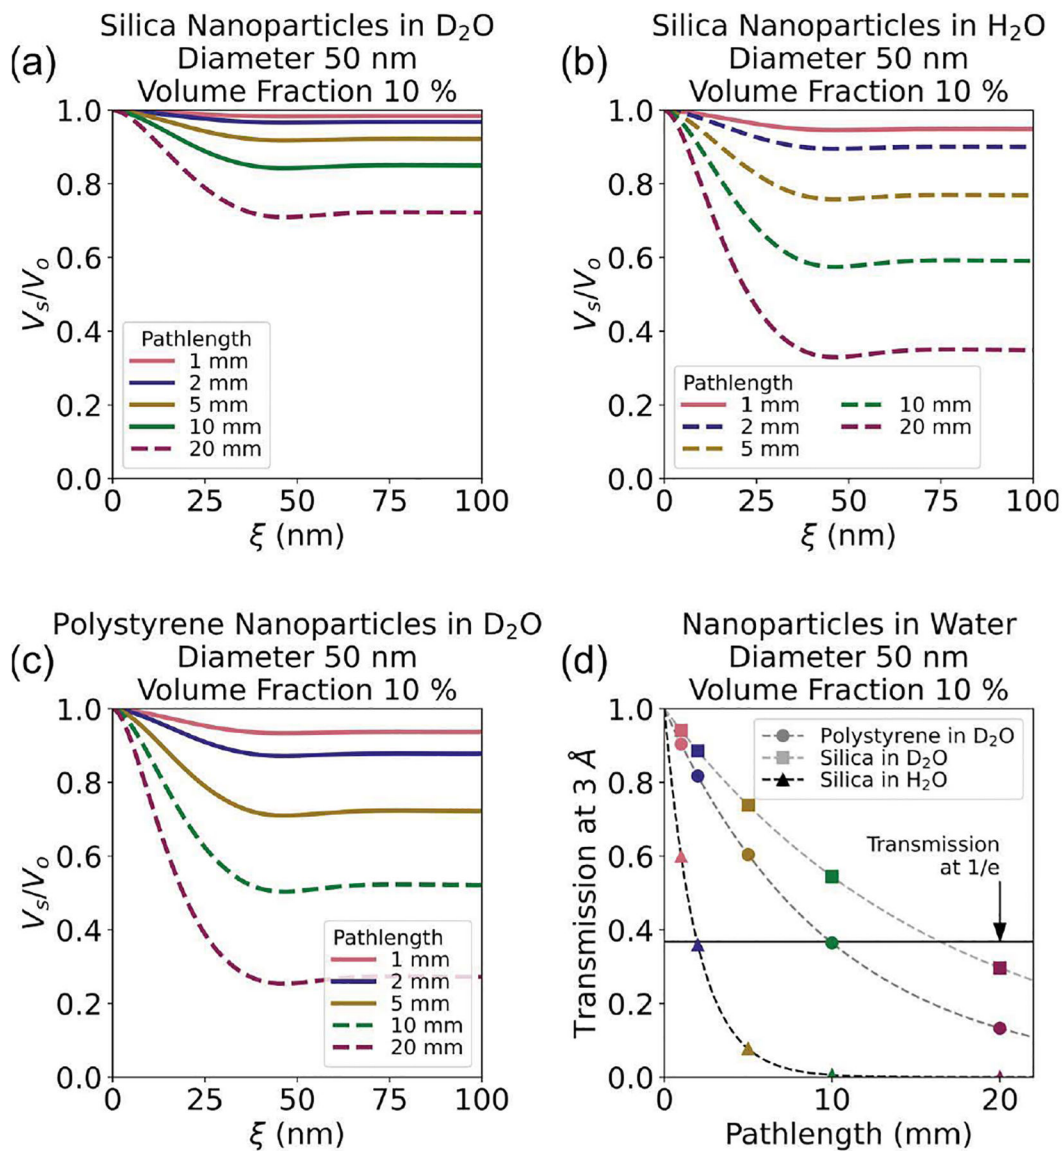 Silica Nanoparticles in D₂O
Diameter 50 nm
Volume Fraction 10 %
(a)
1.0
0.8
0.6
0.4
0.2
0.0
Vₛ/Vₒ
Pathlength
1 mm
2 mm
5 mm
10 mm
20 mm
0 25 50 75 100
ξ (nm)
Silica Nanoparticles in H₂O
Diameter 50 nm
Volume Fraction 10 %
(b)
1.0
0.8
0.6
0.4
0.2
0.0
Vₛ/Vₒ
Pathlength
1 mm
2 mm
5 mm
10 mm
20 mm
0 25 50 75 100
ξ (nm)
Polystyrene Nanoparticles in D₂O
Diameter 50 nm
Volume Fraction 10 %
(c)
1.0
0.8
0.6
0.4
0.2
0.0
Vₛ/Vₒ
Pathlength
1 mm
2 mm
5 mm
10 mm
20 mm
0 25 50 75 100
ξ (nm)
Nanoparticles in Water
Diameter 50 nm
Volume Fraction 10 %
(d)
1.0
0.8
0.6
0.4
0.2
0.0
Transmission at 3 Å
Polystyrene in D₂O
Silica in D₂O
Silica in H₂O
Transmission
at 1/e
0 10 20
Pathlength (mm)